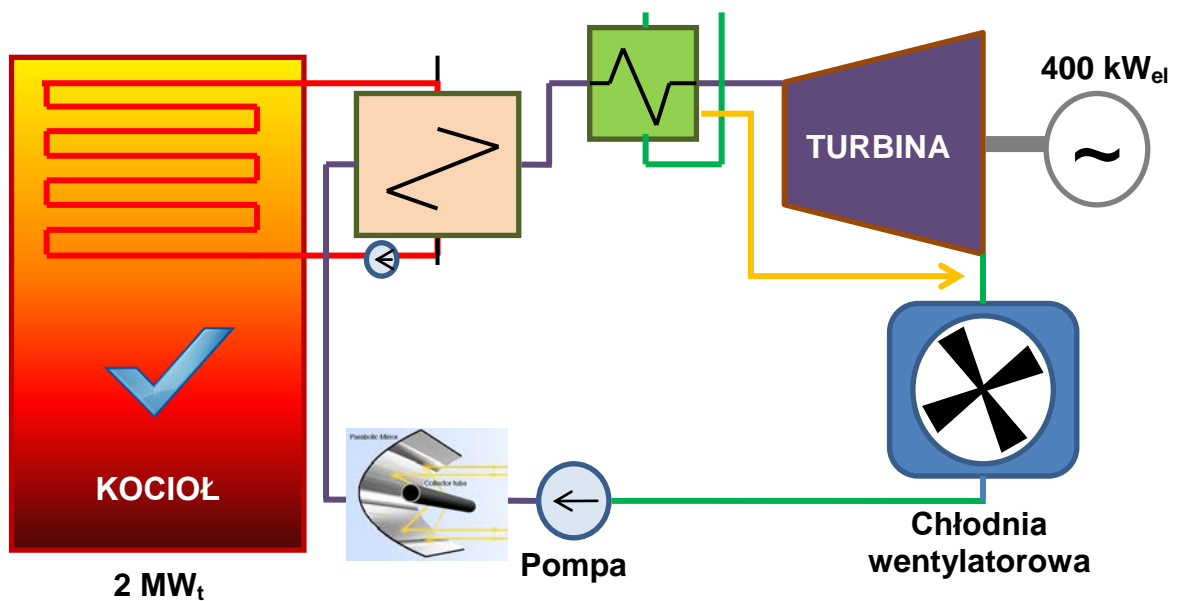 400 kWel
TURBINA
Parabolic Mirror
Collector tube
KOCIOŁ
Pompa
Chłodnia
wentylatorowa
2 MWt
~